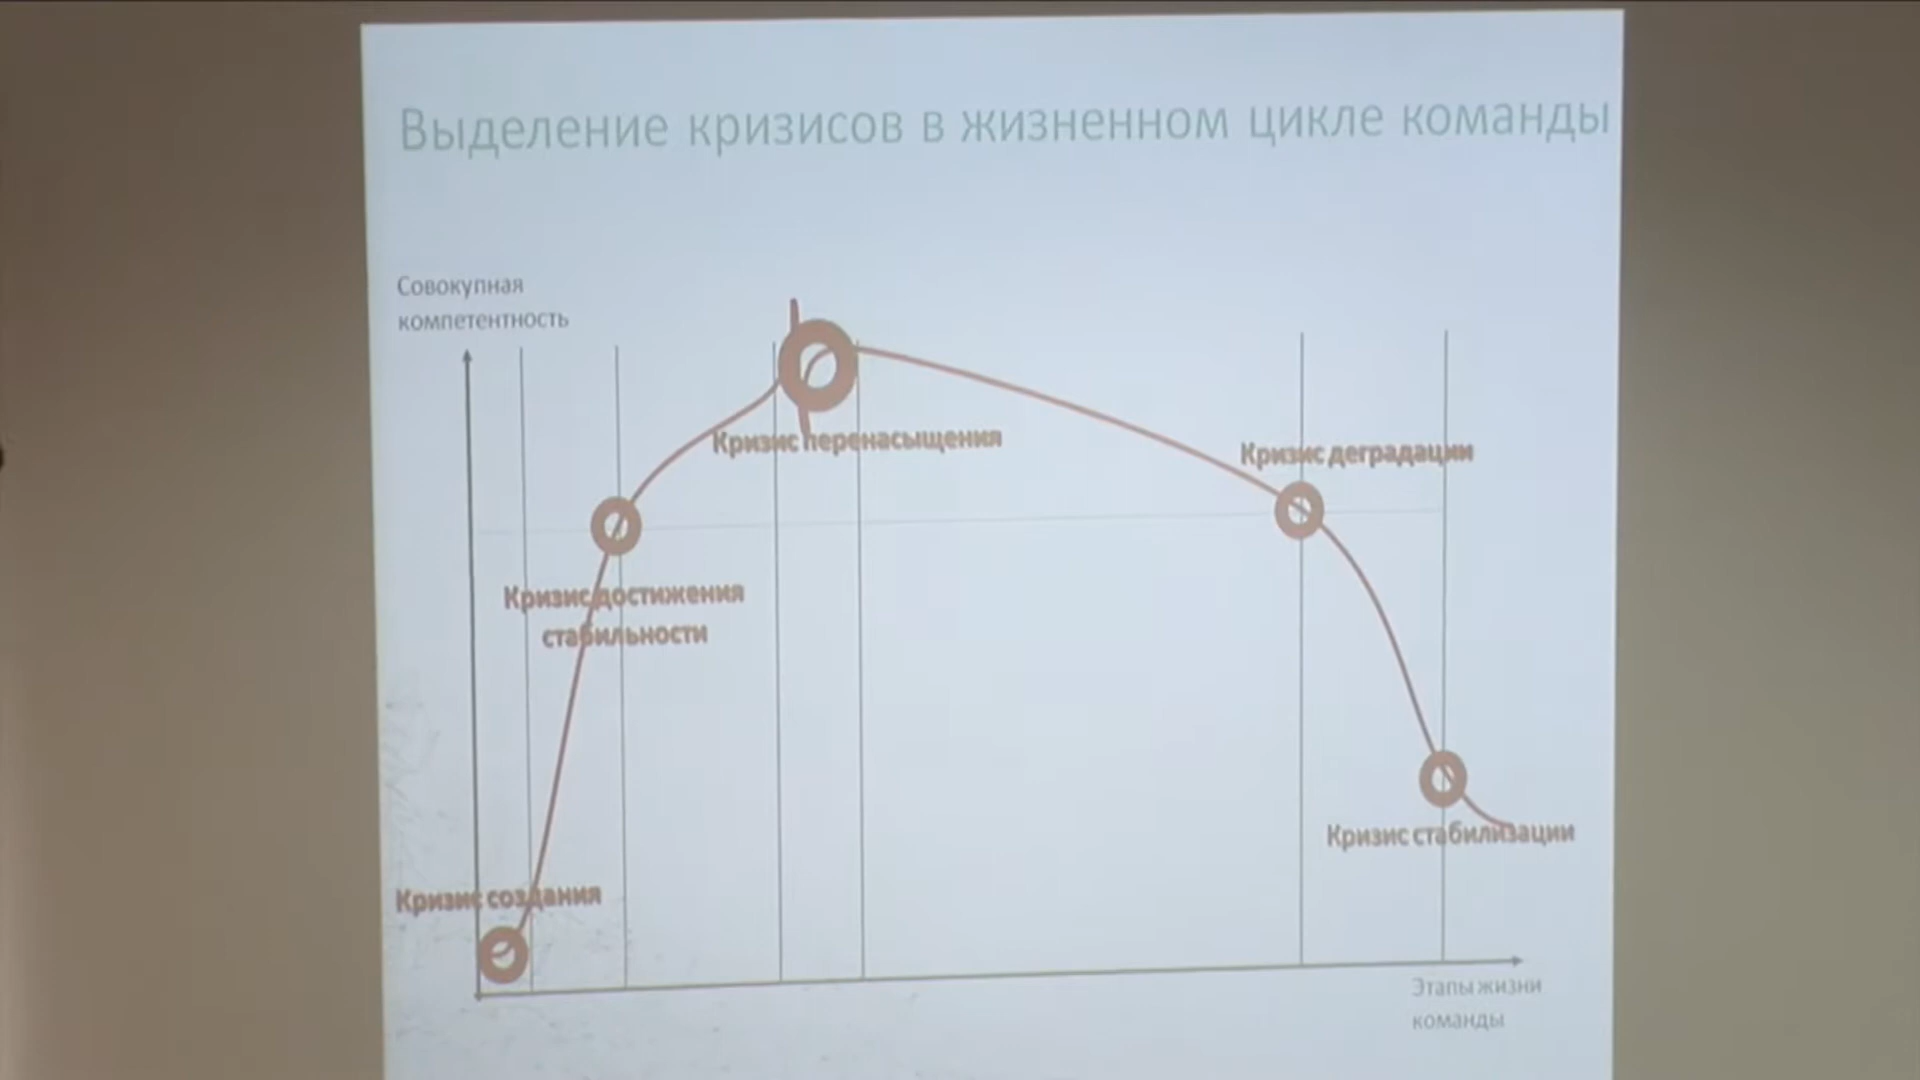 Выделение кризисов в жизненном цикле команды
Совокупная
компетентность
Кризис перенасыщения
Кризис деградации
Кризис достижения
стабильности
Кризис стабилизации
Кризис создания
Этапы жизни
команды